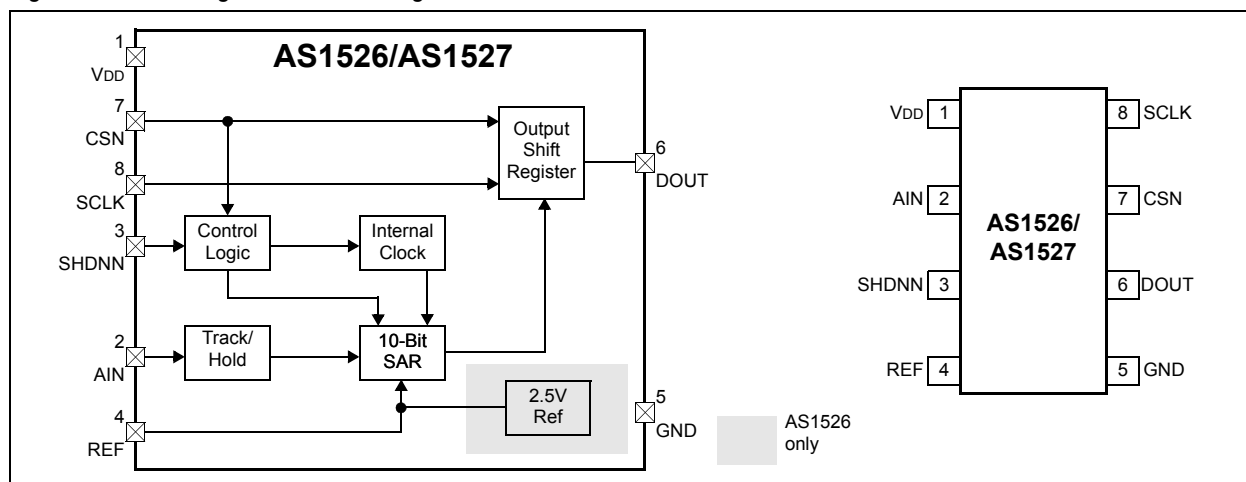 AS1526/AS1527
1
VDD
7
CSN
8
SCLK
3
SHDNN
2
AIN
4
REF
Control
Logic
Internal
Clock
Track/
Hold
10-Bit
SAR
Output
Shift
Register
2.5V
Ref
6
DOUT
5
GND
AS1526
only
VDD 1
AIN 2
SHDNN 3
REF 4
AS1526/
AS1527
8 SCLK
7 CSN
6 DOUT
5 GND